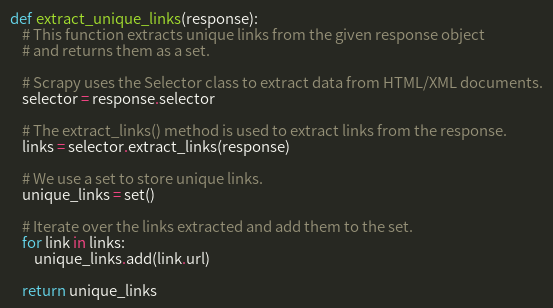 def extract_unique_links(response):
# This function extracts unique links from the given response object
# and returns them as a set.
# Scrapy uses the Selector class to extract data from HTML/XML documents.
selector = response.selector
# The extract_links() method is used to extract links from the response.
links = selector.extract_links(response)
# We use a set to store unique links.
unique_links = set()
# Iterate over the links extracted and add them to the set.
for link in links:
unique_links.add(link.url)
return unique_links